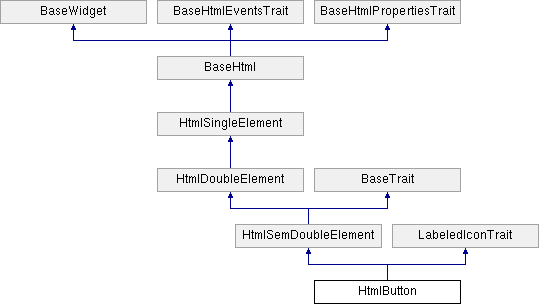 BaseWidget BaseHtmlEventsTrait BaseHtmlPropertiesTrait
BaseHtml
HtmlSingleElement
HtmlDoubleElement BaseTrait
HtmlSemDoubleElement LabeledIconTrait
HtmlButton